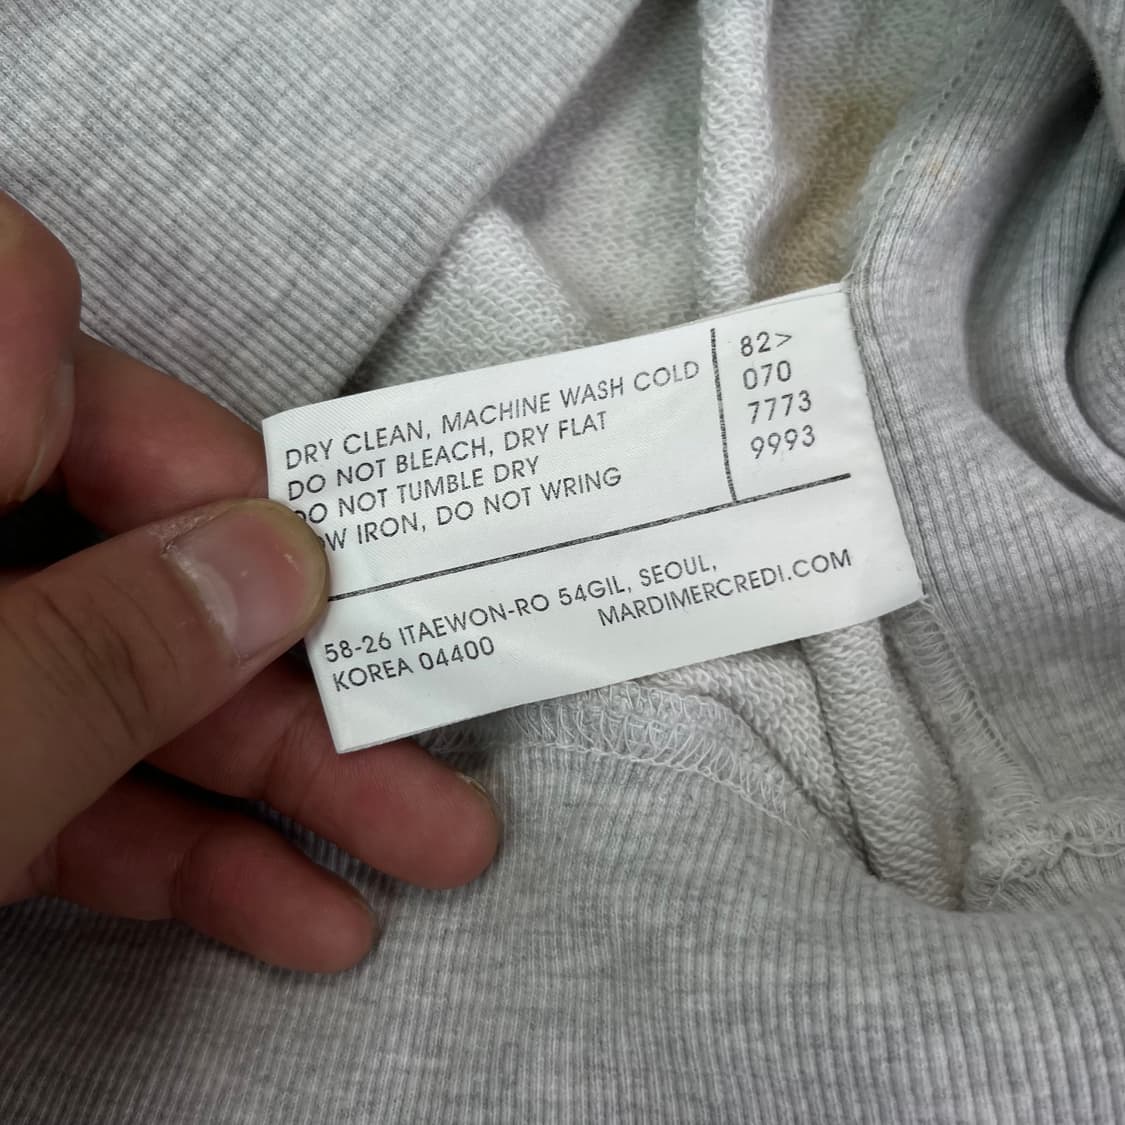 DRY CLEAN, MACHINE WASH COLD
DO NOT BLEACH, DRY FLAT
DO NOT TUMBLE DRY
W IRON, DO NOT WRING
82>
070
7773
9993
58-26 ITAEWON-RO 54GIL, SEOUL,
KOREA 04400
MARDIMERCREDI.COM